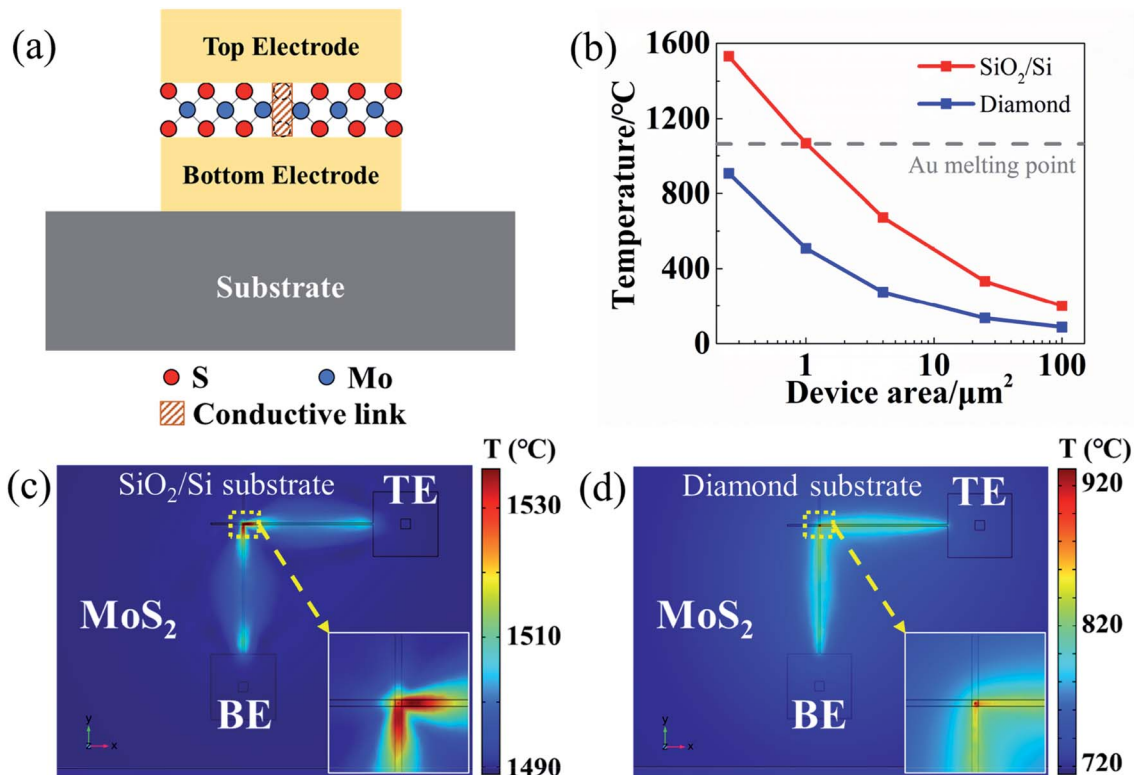 (a)
Top Electrode
Bottom Electrode
Substrate
S
Mo
Conductive link
(b)
Temperature/°C
1600
1200
800
400
0
SiO₂/Si
Diamond
Au melting point
1
10
100
Device area/μm²
(c)
SiO₂/Si substrate
TE
MoS₂
BE
y
z
x
T (°C)
1530
1510
1490
(d)
Diamond substrate
TE
MoS₂
BE
y
z
x
T (°C)
920
820
720